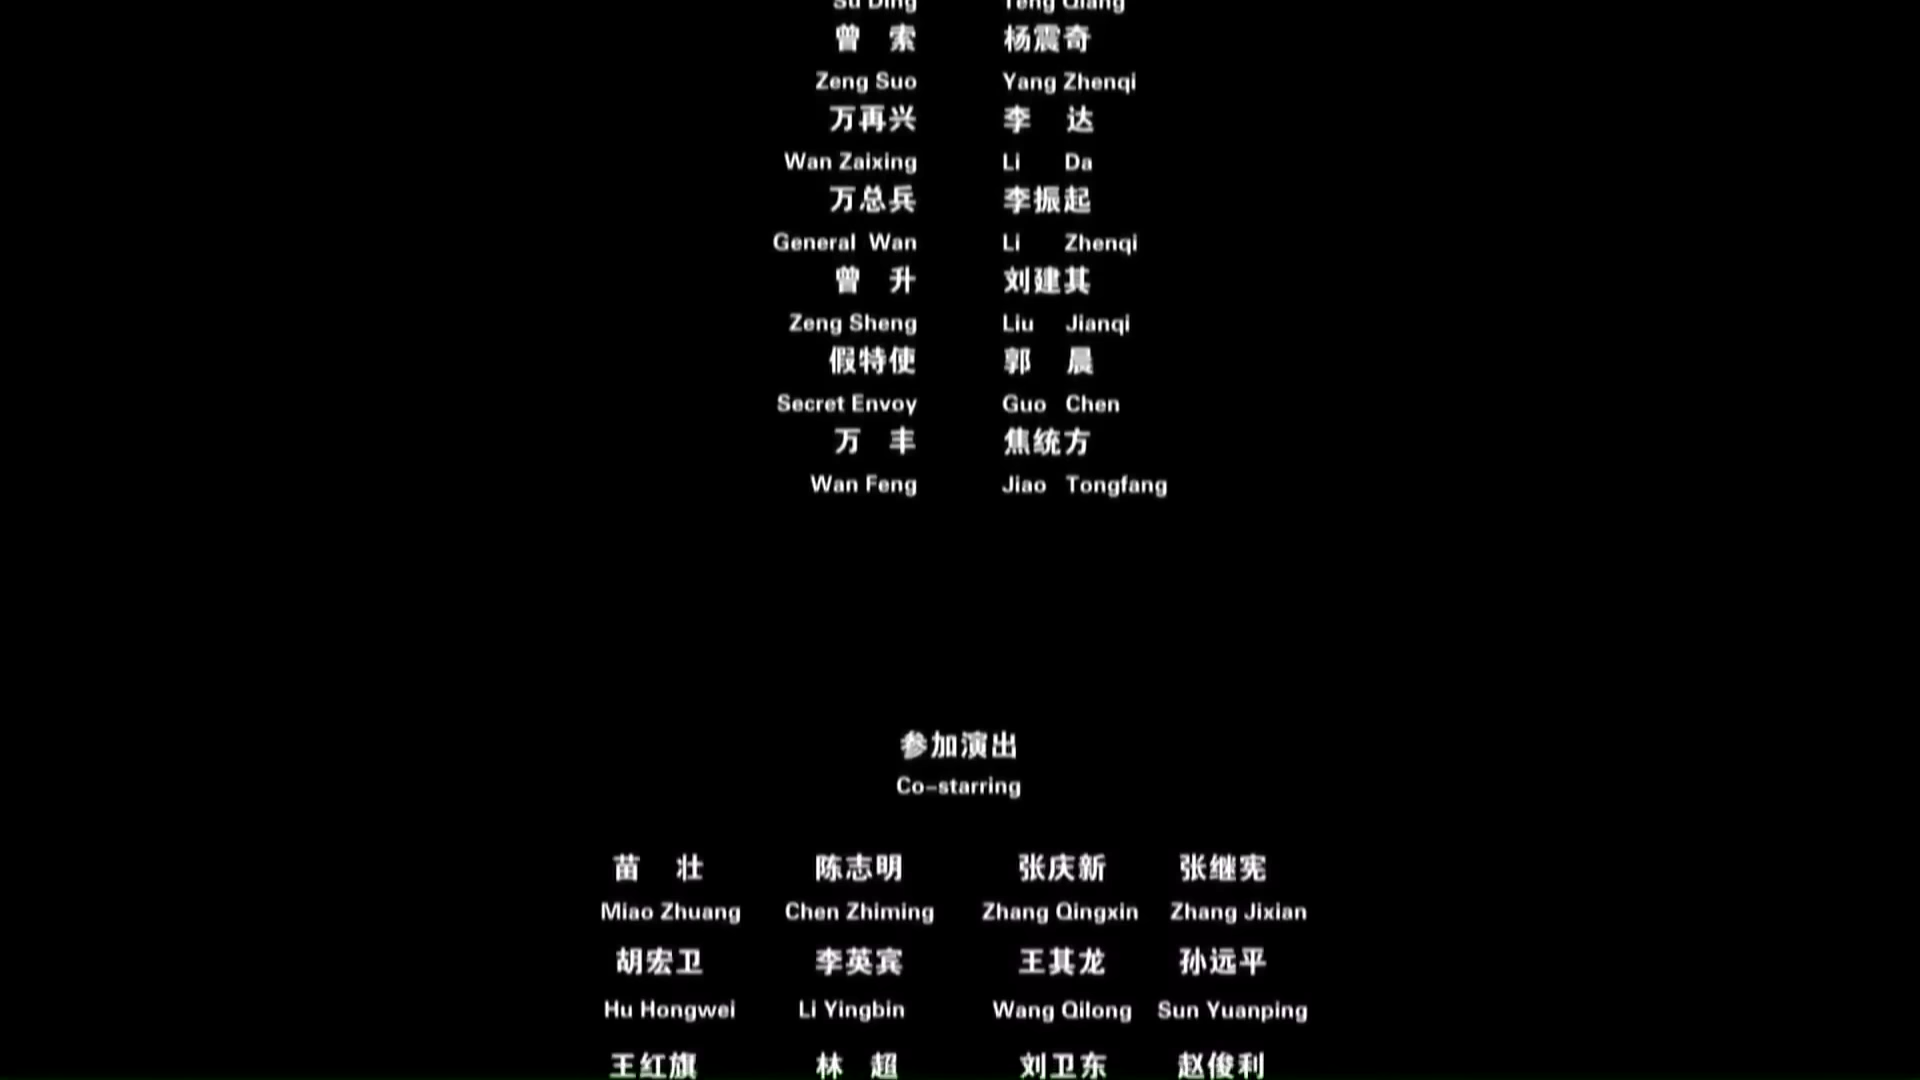 Su Ding Teng Qiang
曾 索 杨震奇
Zeng Suo Yang Zhenqi
万再兴 李 达
Wan Zaixing Li Da
万总兵 李振起
General Wan Li Zhenqi
曾 升 刘建其
Zeng Sheng Liu Jianqi
假特使 郭 晨
Secret Envoy Guo Chen
万 丰 焦统方
Wan Feng Jiao Tongfang
参加演出
Co-starring
苗 壮 陈志明 张庆新 张继宪
Miao Zhuang Chen Zhiming Zhang Qingxin Zhang Jixian
胡宏卫 李英宾 王其龙 孙远平
Hu Hongwei Li Yingbin Wang Qilong Sun Yuanping
王红旗 林 超 刘卫东 赵俊利